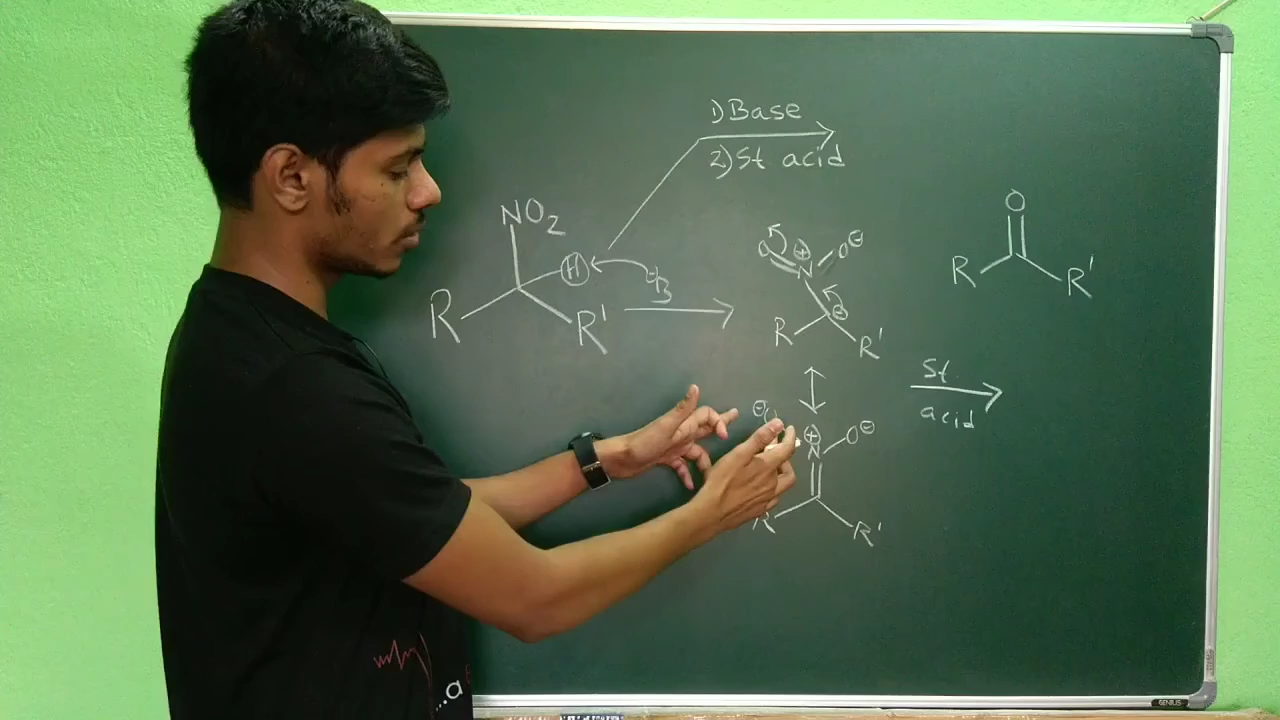 1) Base
2) St acid
NO2
H
B
R
R'
O
N
⊕
O⊖
⊖
R
R'
O
R
R'
St.
acid
⊖
⊕
N
O⊖
R
R'
..a
GENIUS